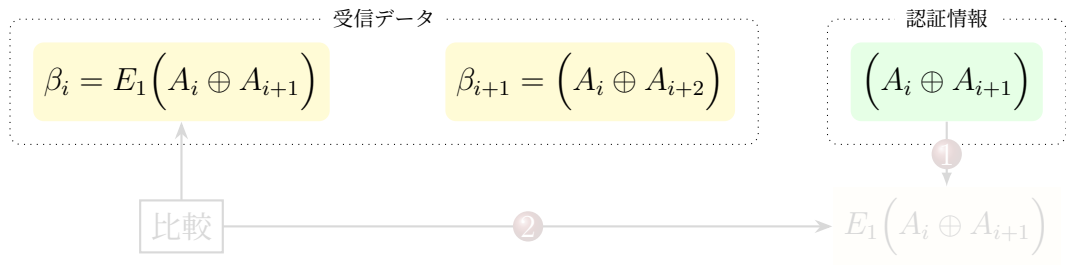 受信データ 認証情報
β_i = E_1(A_i ⊕ A_{i+1}) β_{i+1} = (A_i ⊕ A_{i+2}) (A_i ⊕ A_{i+1})
1
比較 2 E_1(A_i ⊕ A_{i+1})